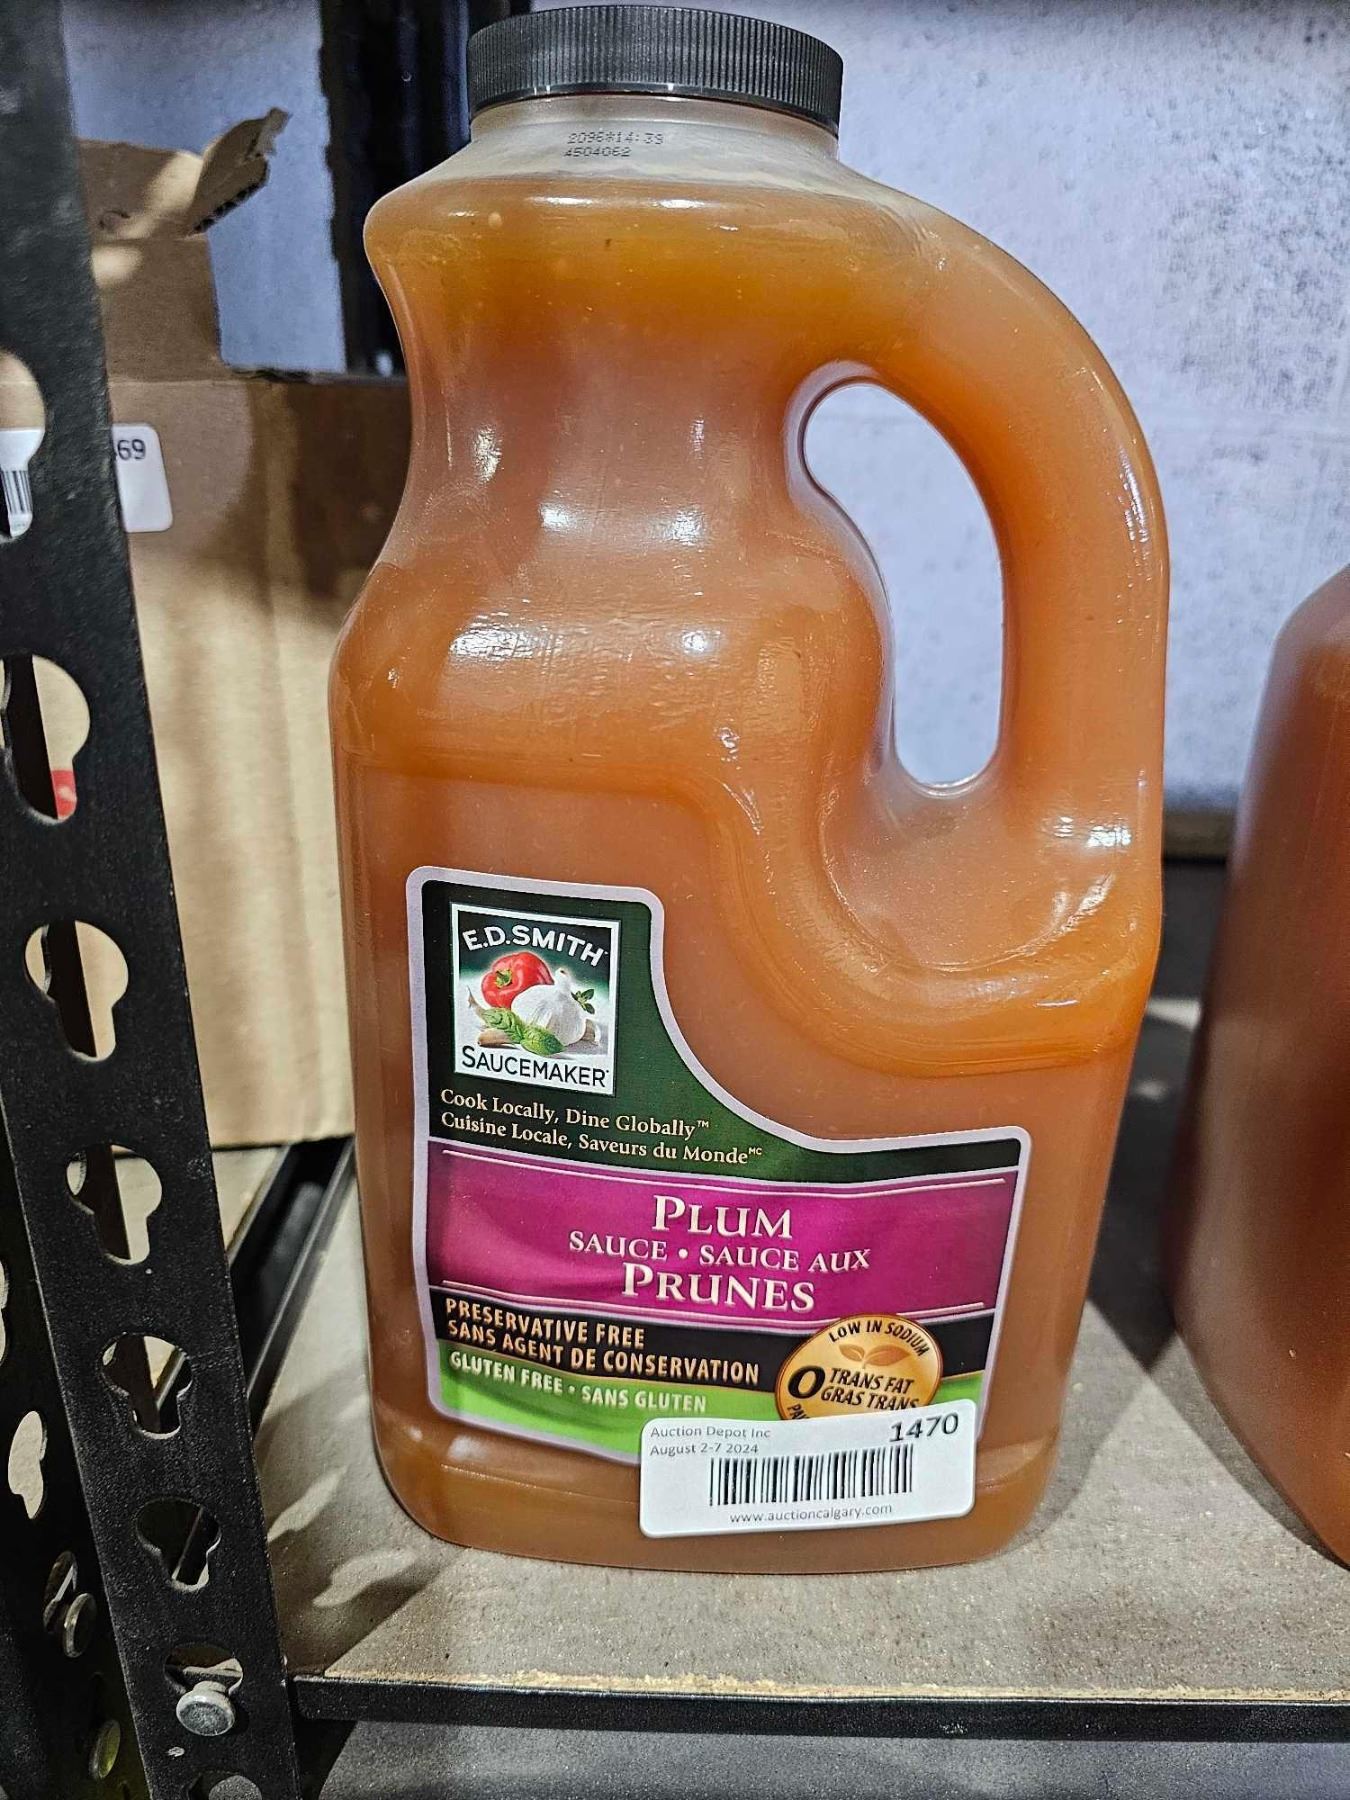 2096*14:39
4504062
69
E.D.SMITH
SAUCEMAKER
Cook Locally, Dine Globally™
Cuisine Locale, Saveurs du Monde MC
PLUM
SAUCE • SAUCE AUX
PRUNES
PRESERVATIVE FREE
SANS AGENT DE CONSERVATION
GLUTEN FREE • SANS GLUTEN
LOW IN SODIUM
0 TRANS FAT
GRAS TRANS
Auction Depot Inc
1470
August 2-7 2024
www.auctioncalgary.com